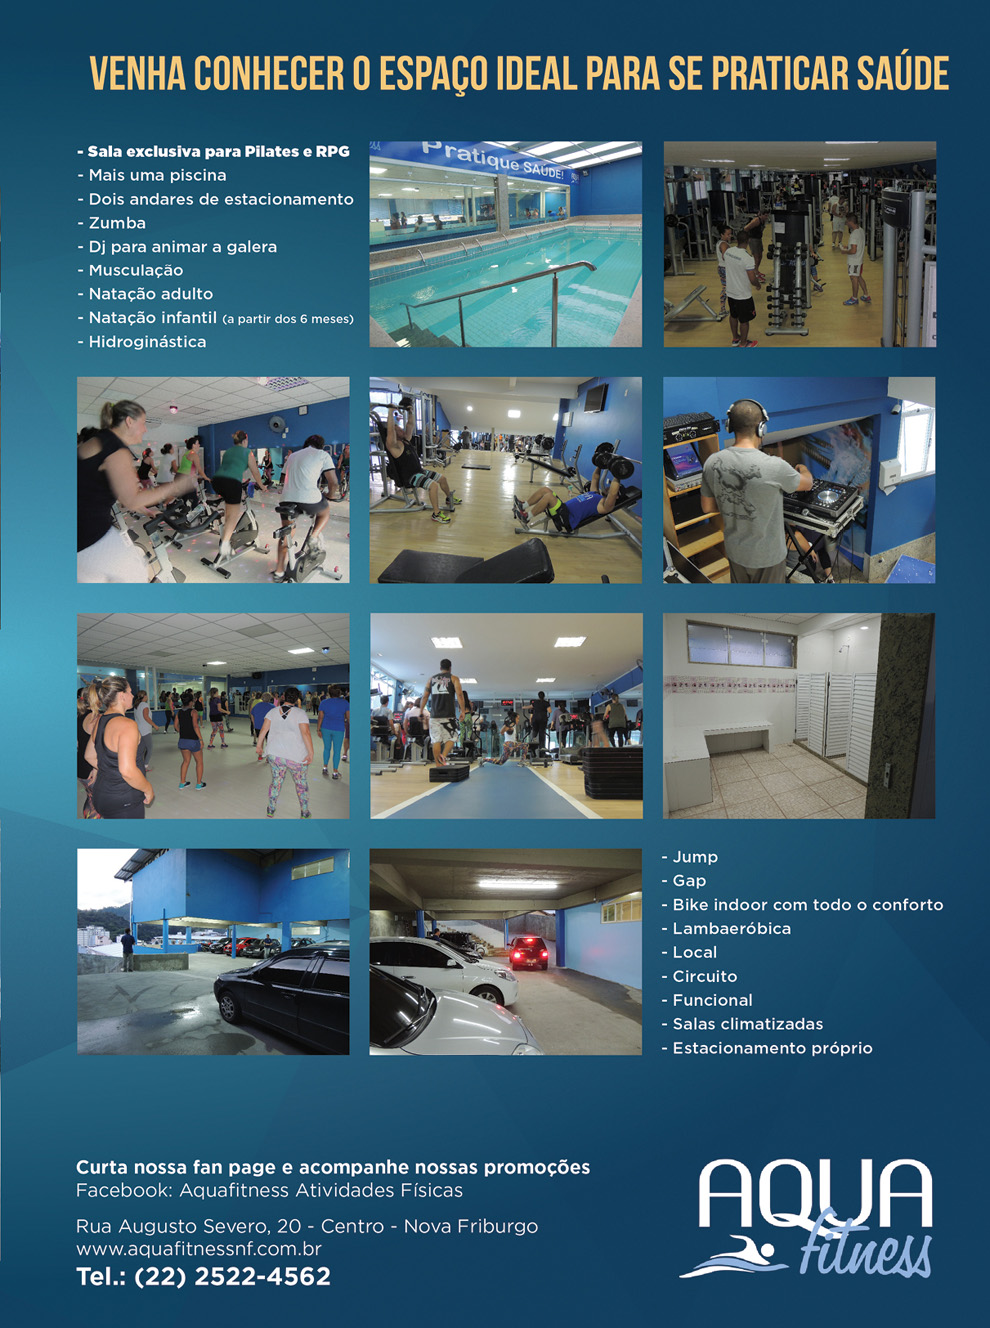 VENHA CONHECER O ESPAÇO IDEAL PARA SE PRATICAR SAÚDE
- Sala exclusiva para Pilates e RPG
- Mais uma piscina
- Dois andares de estacionamento
- Zumba
- Dj para animar a galera
- Musculação
- Natação adulto
- Natação infantil (a partir dos 6 meses)
- Hidroginástica
Pratique SAÚDE!
- Jump
- Gap
- Bike indoor com todo o conforto
- Lambaeróbica
- Local
- Circuito
- Funcional
- Salas climatizadas
- Estacionamento próprio
Curta nossa fan page e acompanhe nossas promoções
Facebook: Aquafitness Atividades Físicas
Rua Augusto Severo, 20 - Centro - Nova Friburgo
www.aquafitnessnf.com.br
Tel.: (22) 2522-4562
AQUA
fitness